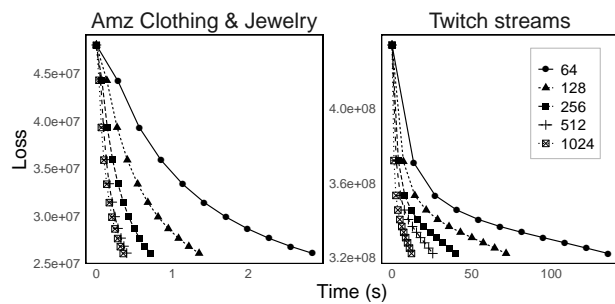 Amz Clothing & Jewelry
Twitch streams
Loss
4.5e+07
4.0e+07
3.5e+07
3.0e+07
2.5e+07
0
1
2
4.0e+08
3.6e+08
3.2e+08
0
50
100
64
128
256
512
1024
Time (s)